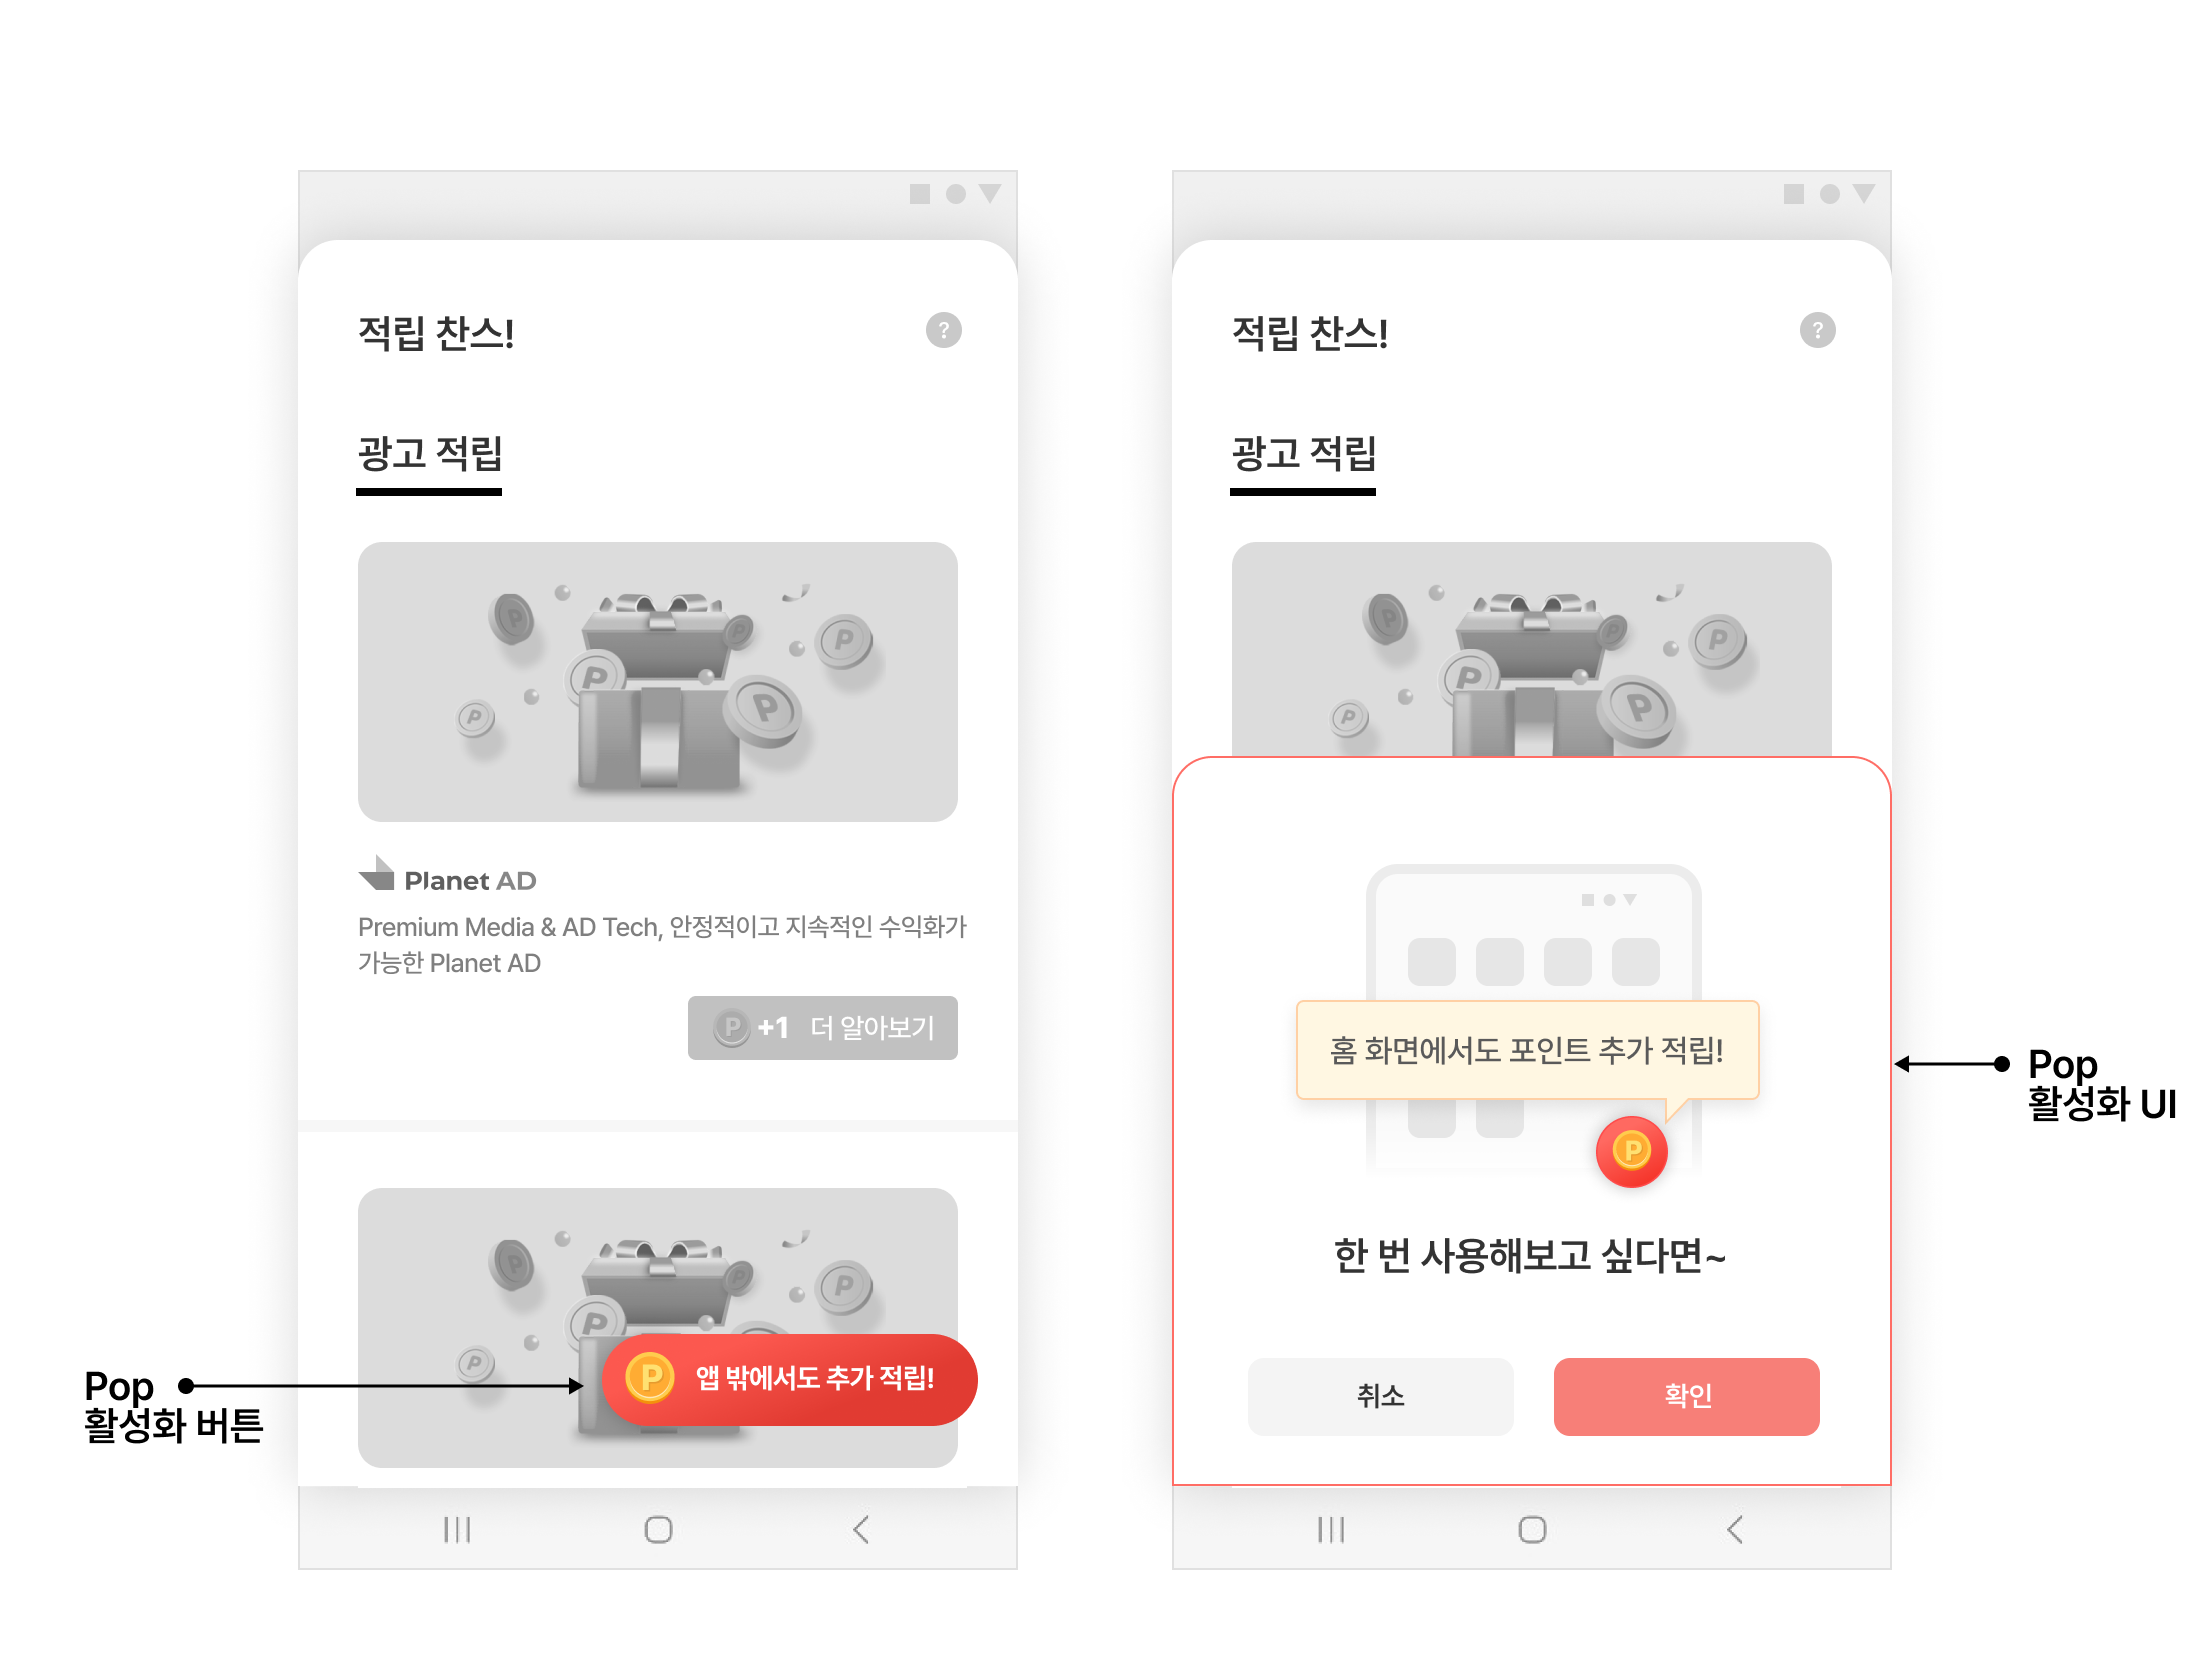 적립 찬스!
?
광고 적립
P
P
P
P
P
P
Planet AD
Premium Media & AD Tech, 안정적이고 지속적인 수익화가
가능한 Planet AD
P +1 더 알아보기
P
P
P
P
P
P 앱 밖에서도 추가 적립!
Pop
활성화 버튼
적립 찬스!
?
광고 적립
P
P
P
P
P
P
홈 화면에서도 포인트 추가 적립!
P
한 번 사용해보고 싶다면~
취소
확인
Pop
활성화 UI